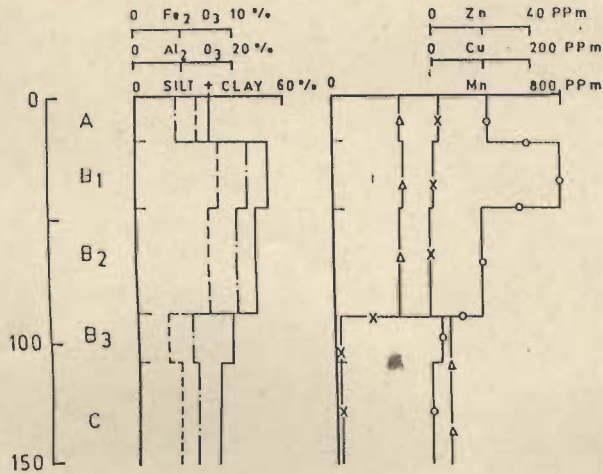 0 Fe2 O3 10 % 0 Zn 40 PPm
0 Al2 O3 20 % 0 Cu 200 PPm
0 SILT + CLAY 60 % 0 Mn 800 PPm
0
A
B1
B2
B3
100
C
150